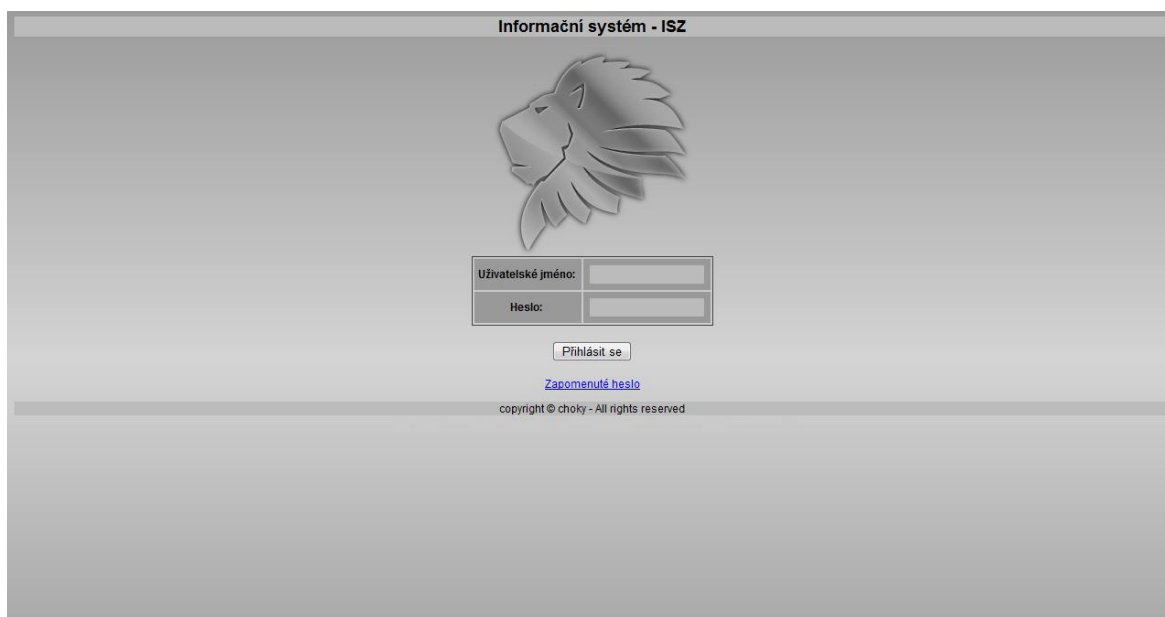 Informační systém - ISZ
Uživatelské jméno:
Heslo:
Přihlásit se
Zapomenuté heslo
copyright © choky - All rights reserved